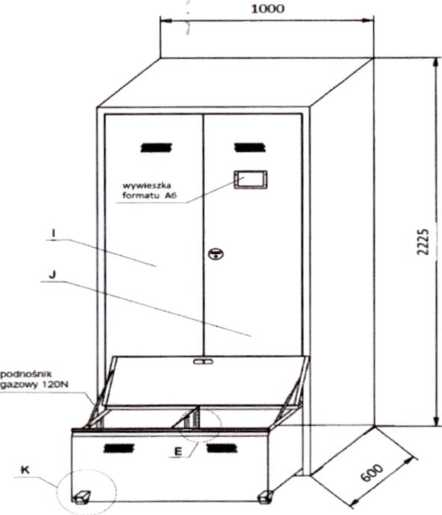 1000
wywieszka
formatu A6
I
2225
J
podnośnik
gazowy 120N
E
K
600